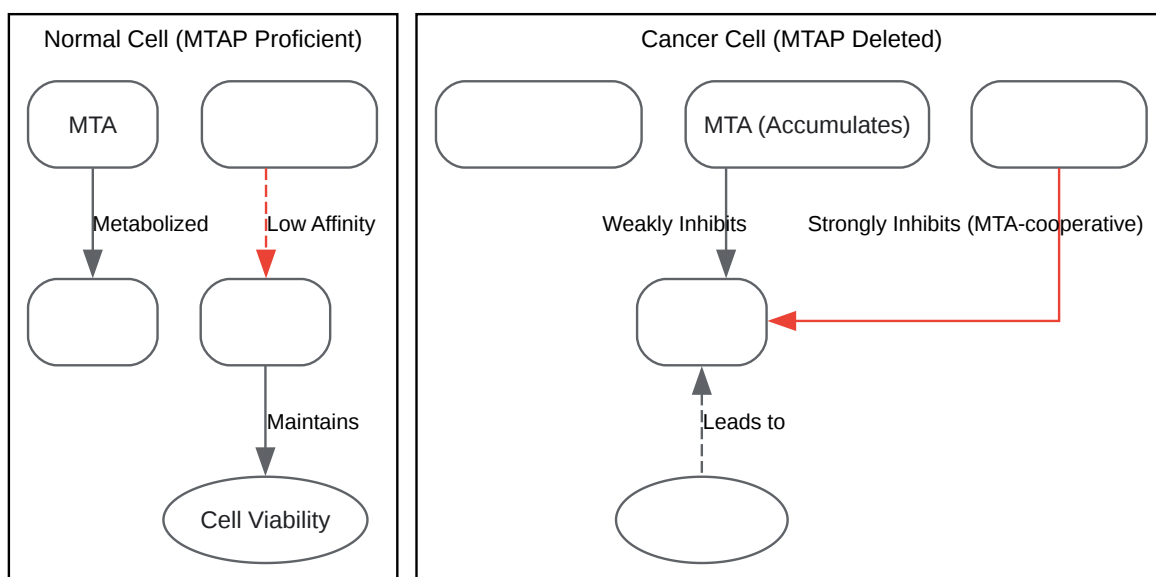 Normal Cell (MTAP Proficient)
MTA
Metabolized
Low Affinity
Maintains
Cell Viability
Cancer Cell (MTAP Deleted)
MTA (Accumulates)
Weakly Inhibits
Strongly Inhibits (MTA-cooperative)
Leads to